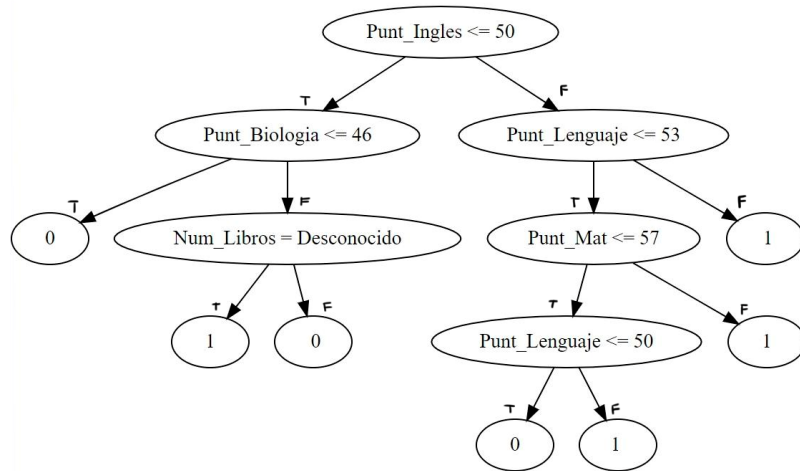 Punt_Ingles <= 50
T F
Punt_Biologia <= 46 Punt_Lenguaje <= 53
T F T F
0 Num_Libros = Desconocido Punt_Mat <= 57 1
T F T F
1 0 Punt_Lenguaje <= 50 1
T F
0 1